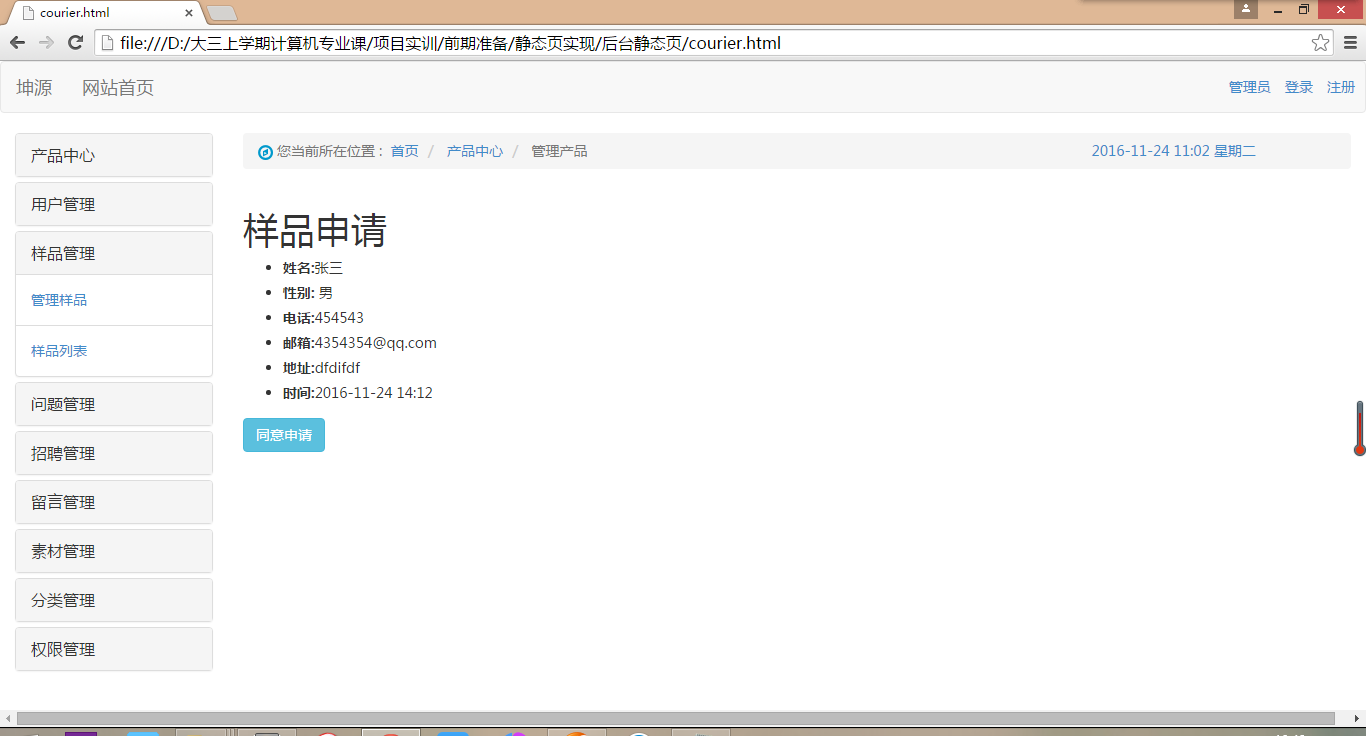 courier.html
file:///D:/大三上学期计算机专业课/项目实训/前期准备/静态页实现/后台静态页/courier.html
坤源 网站首页 管理员 登录 注册
您当前所在位置： 首页 / 产品中心 / 管理产品 2016-11-24 11:02 星期二
产品中心
用户管理
样品管理
管理样品
样品列表
问题管理
招聘管理
留言管理
素材管理
分类管理
权限管理
样品申请
姓名:张三
性别: 男
电话:454543
邮箱:4354354@qq.com
地址:dfdifdf
时间:2016-11-24 14:12
同意申请